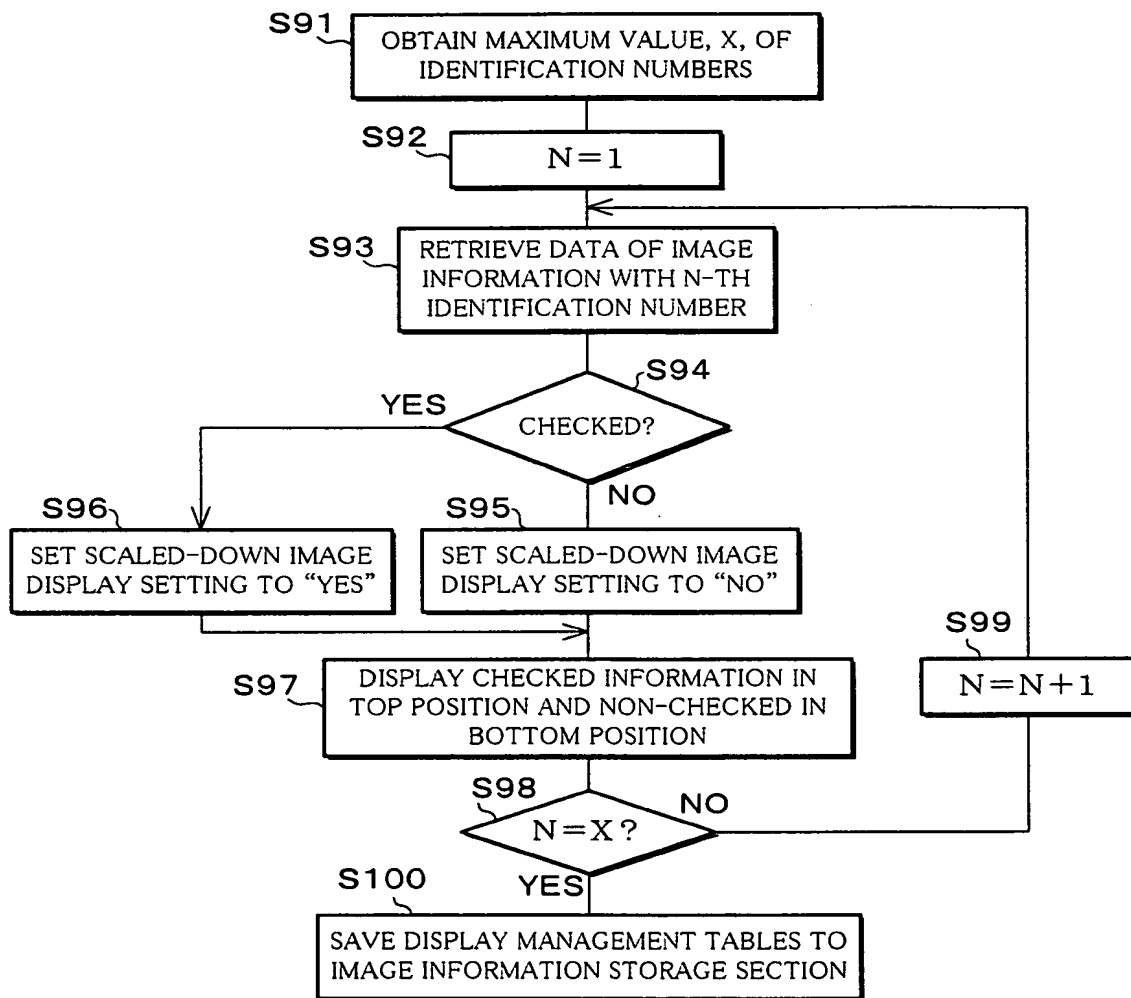 S91
OBTAIN MAXIMUM VALUE, X, OF
IDENTIFICATION NUMBERS
S92
N=1
S93
RETRIEVE DATA OF IMAGE
INFORMATION WITH N-TH
IDENTIFICATION NUMBER
S94
YES
CHECKED?
NO
S96
SET SCALED-DOWN IMAGE
DISPLAY SETTING TO “YES”
S95
SET SCALED-DOWN IMAGE
DISPLAY SETTING TO “NO”
S99
N=N+1
S97
DISPLAY CHECKED INFORMATION IN
TOP POSITION AND NON-CHECKED IN
BOTTOM POSITION
S98
NO
N=X?
YES
S100
SAVE DISPLAY MANAGEMENT TABLES TO
IMAGE INFORMATION STORAGE SECTION